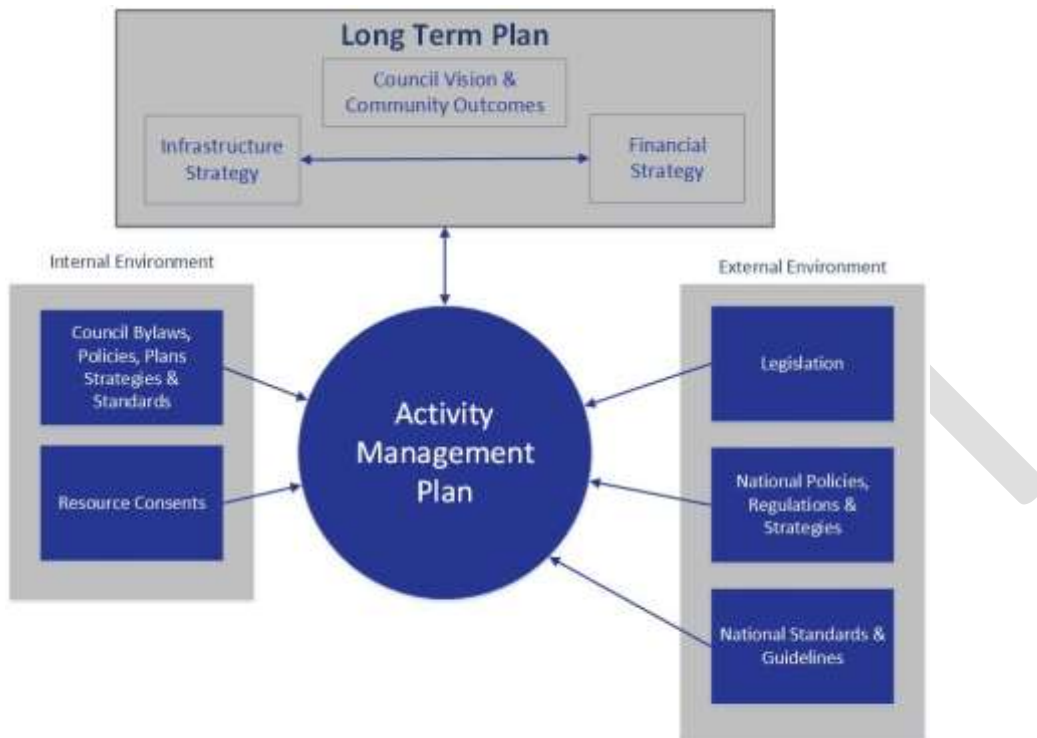 Long Term Plan
Council Vision &
Community Outcomes
Infrastructure
Strategy
Financial
Strategy
Internal Environment
External Environment
Council Bylaws,
Policies, Plans
Strategies &
Standards
Resource Consents
Activity
Management
Plan
Legislation
National Policies,
Regulations &
Strategies
National Standards &
Guidelines